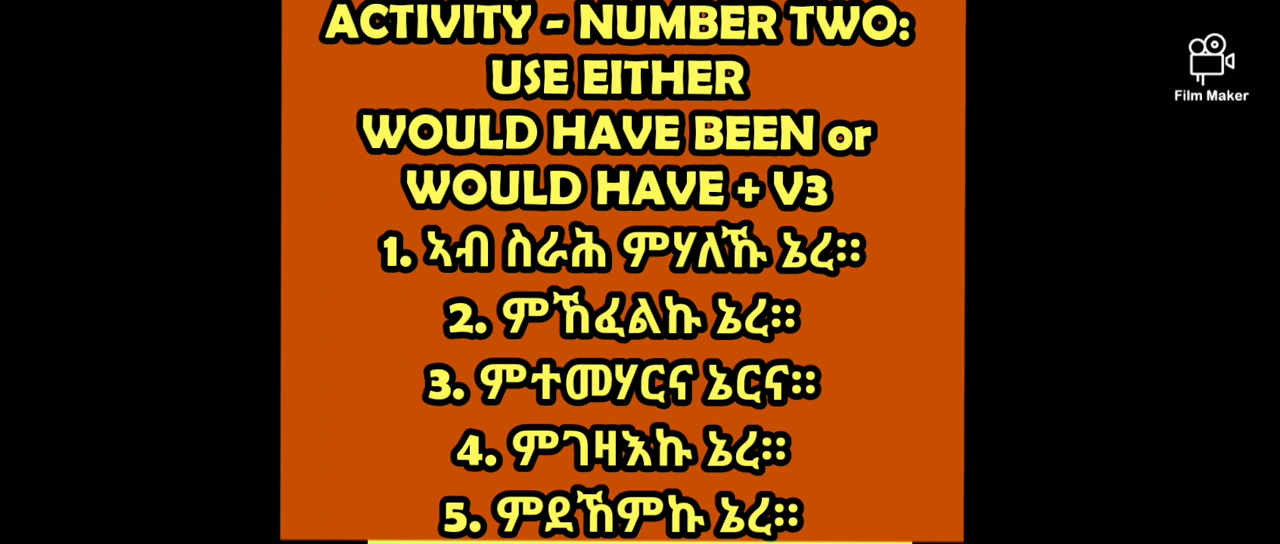 ACTIVITY - NUMBER TWO:
USE EITHER
WOULD HAVE BEEN or
WOULD HAVE + V3
1. ኣብ ስራሕ ምሃለኹ ኔረ።
2. ምኸፈልኩ ኔረ።
3. ምተመሃርና ኔርና።
4. ምገዛእኩ ኔረ።
5. ምደኸምኩ ኔረ።
Film Maker